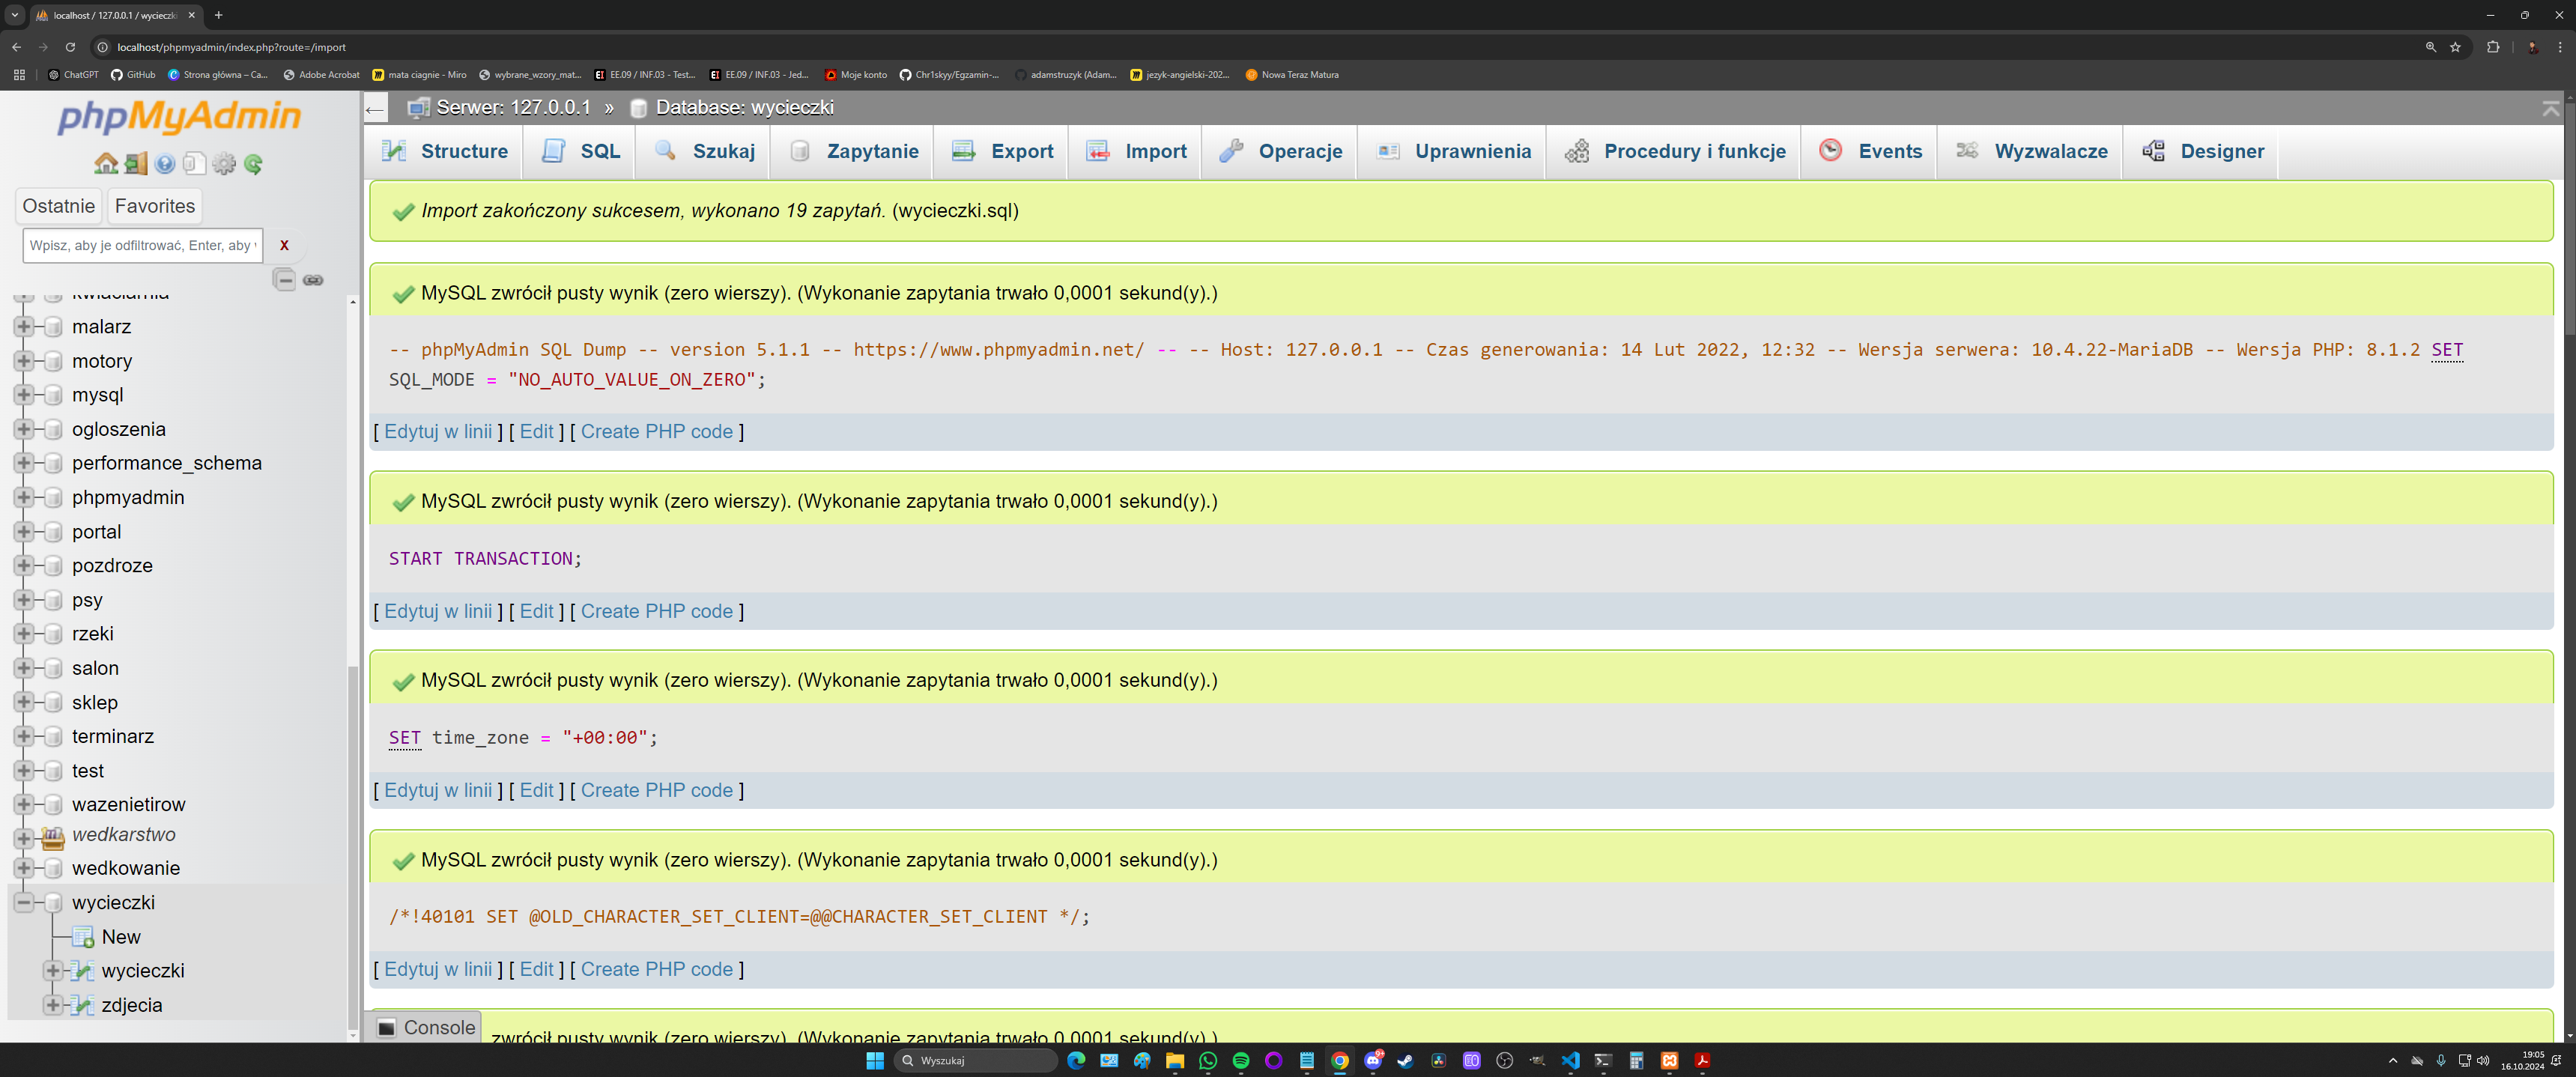 localhost / 127.0.0.1 / wycieczki
localhost/phpmyadmin/index.php?route=/import
ChatGPT
GitHub
Strona główna – Ca...
Adobe Acrobat
mata ciagnie - Miro
wybrane_wzory_mat...
EE.09 / INF.03 - Test...
EE.09 / INF.03 - Jed...
Moje konto
Chr1skyy/Egzamin-...
adamstruzyk (Adam...
jezyk-angielski-202...
Nowa Teraz Matura
phpMyAdmin
Ostatnie
Favorites
Wpisz, aby je odfiltrować, Enter, aby
X
kwiaciarnia
malarz
motory
mysql
ogloszenia
performance_schema
phpmyadmin
portal
pozdroze
psy
rzeki
salon
sklep
terminarz
test
wazenietirow
wedkarstwo
wedkowanie
wycieczki
New
wycieczki
zdjecia
Serwer: 127.0.0.1 » Database: wycieczki
Structure
SQL
Szukaj
Zapytanie
Export
Import
Operacje
Uprawnienia
Procedury i funkcje
Events
Wyzwalacze
Designer
Import zakończony sukcesem, wykonano 19 zapytań. (wycieczki.sql)
MySQL zwrócił pusty wynik (zero wierszy). (Wykonanie zapytania trwało 0,0001 sekund(y).)
-- phpMyAdmin SQL Dump -- version 5.1.1 -- https://www.phpmyadmin.net/ -- -- Host: 127.0.0.1 -- Czas generowania: 14 Lut 2022, 12:32 -- Wersja serwera: 10.4.22-MariaDB -- Wersja PHP: 8.1.2 SET
SQL_MODE = "NO_AUTO_VALUE_ON_ZERO";
[ Edytuj w linii ] [ Edit ] [ Create PHP code ]
MySQL zwrócił pusty wynik (zero wierszy). (Wykonanie zapytania trwało 0,0001 sekund(y).)
START TRANSACTION;
[ Edytuj w linii ] [ Edit ] [ Create PHP code ]
MySQL zwrócił pusty wynik (zero wierszy). (Wykonanie zapytania trwało 0,0001 sekund(y).)
SET time_zone = "+00:00";
[ Edytuj w linii ] [ Edit ] [ Create PHP code ]
MySQL zwrócił pusty wynik (zero wierszy). (Wykonanie zapytania trwało 0,0001 sekund(y).)
/*!40101 SET @OLD_CHARACTER_SET_CLIENT=@@CHARACTER_SET_CLIENT */;
[ Edytuj w linii ] [ Edit ] [ Create PHP code ]
zwrócił pusty wynik (zero wierszy). (Wykonanie zapytania trwało 0,0001 sekund(y).)
Console
Wyszukaj
19:05
16.10.2024